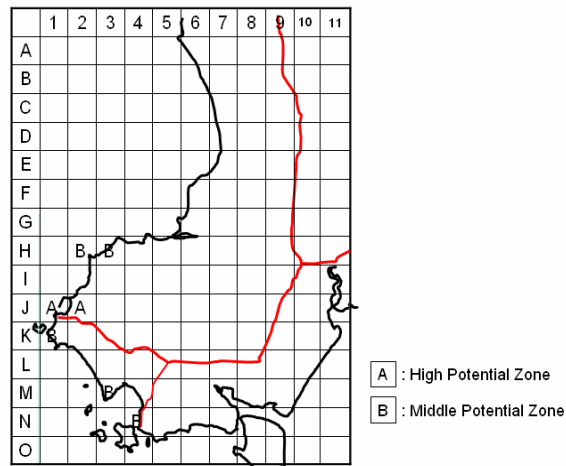 1 2 3 4 5 6 7 8 9 10 11
A
B
C
D
E
F
G
H B B
I
J A A
K B
L
M B
N B
O
A : High Potential Zone
B : Middle Potential Zone